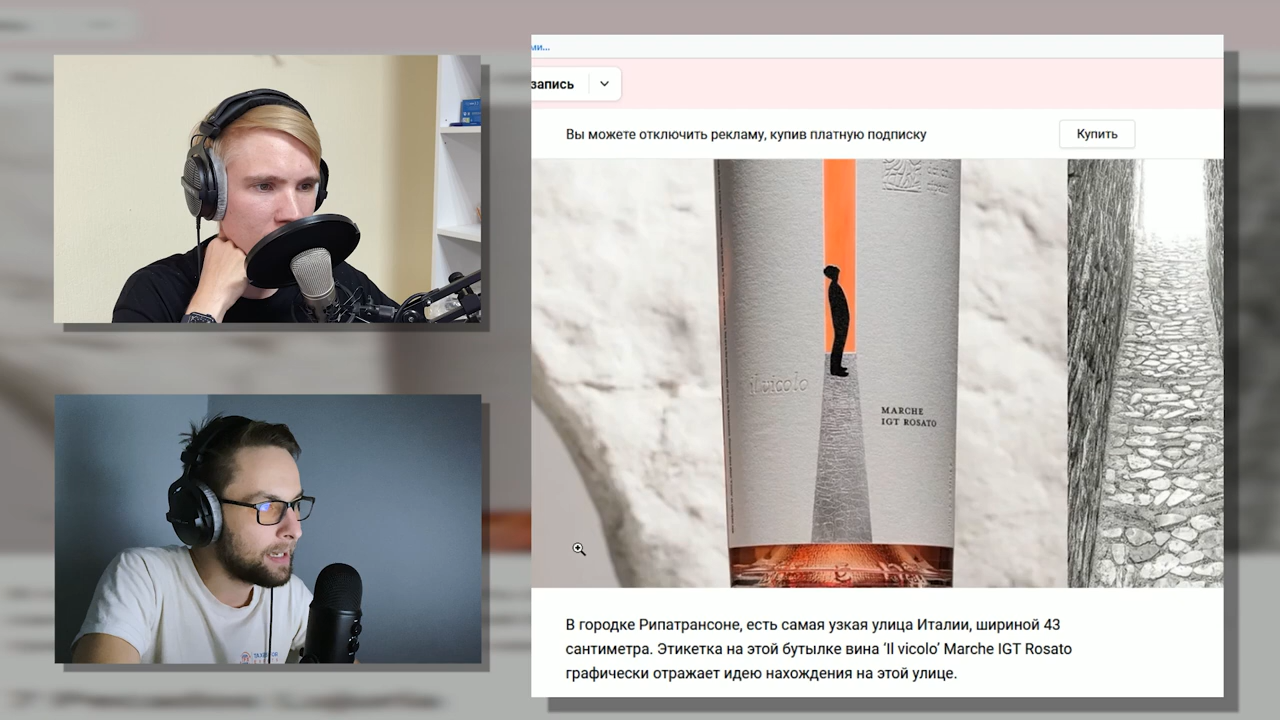 ми...
запись
Вы можете отключить рекламу, купив платную подписку
Купить
il vicolo
MARCHE
IGT ROSATO
В городке Рипатрансоне, есть самая узкая улица Италии, шириной 43
сантиметра. Этикетка на этой бутылке вина ‘Il vicolo’ Marche IGT Rosato
графически отражает идею нахождения на этой улице.